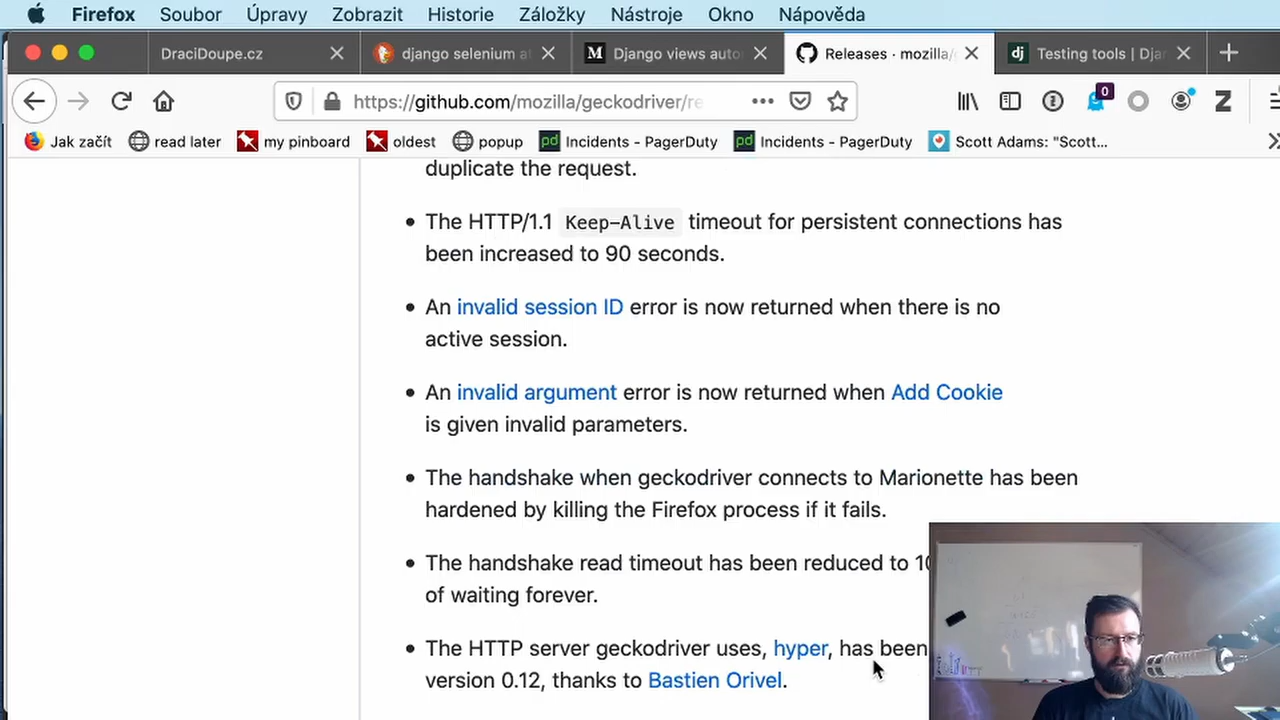 Firefox Soubor Úpravy Zobrazit Historie Záložky Nástroje Okno Nápověda
DraciDoupe.cz django selenium at Django views auto Releases · mozilla/g Testing tools | Djan
https://github.com/mozilla/geckodriver/re 0
Jak začít read later my pinboard oldest popup Incidents - PagerDuty Incidents - PagerDuty Scott Adams: "Scott...
duplicate the request.
• The HTTP/1.1 Keep-Alive timeout for persistent connections has
been increased to 90 seconds.
• An invalid session ID error is now returned when there is no
active session.
• An invalid argument error is now returned when Add Cookie
is given invalid parameters.
• The handshake when geckodriver connects to Marionette has been
hardened by killing the Firefox process if it fails.
• The handshake read timeout has been reduced to 10
of waiting forever.
• The HTTP server geckodriver uses, hyper, has been
version 0.12, thanks to Bastien Orivel.